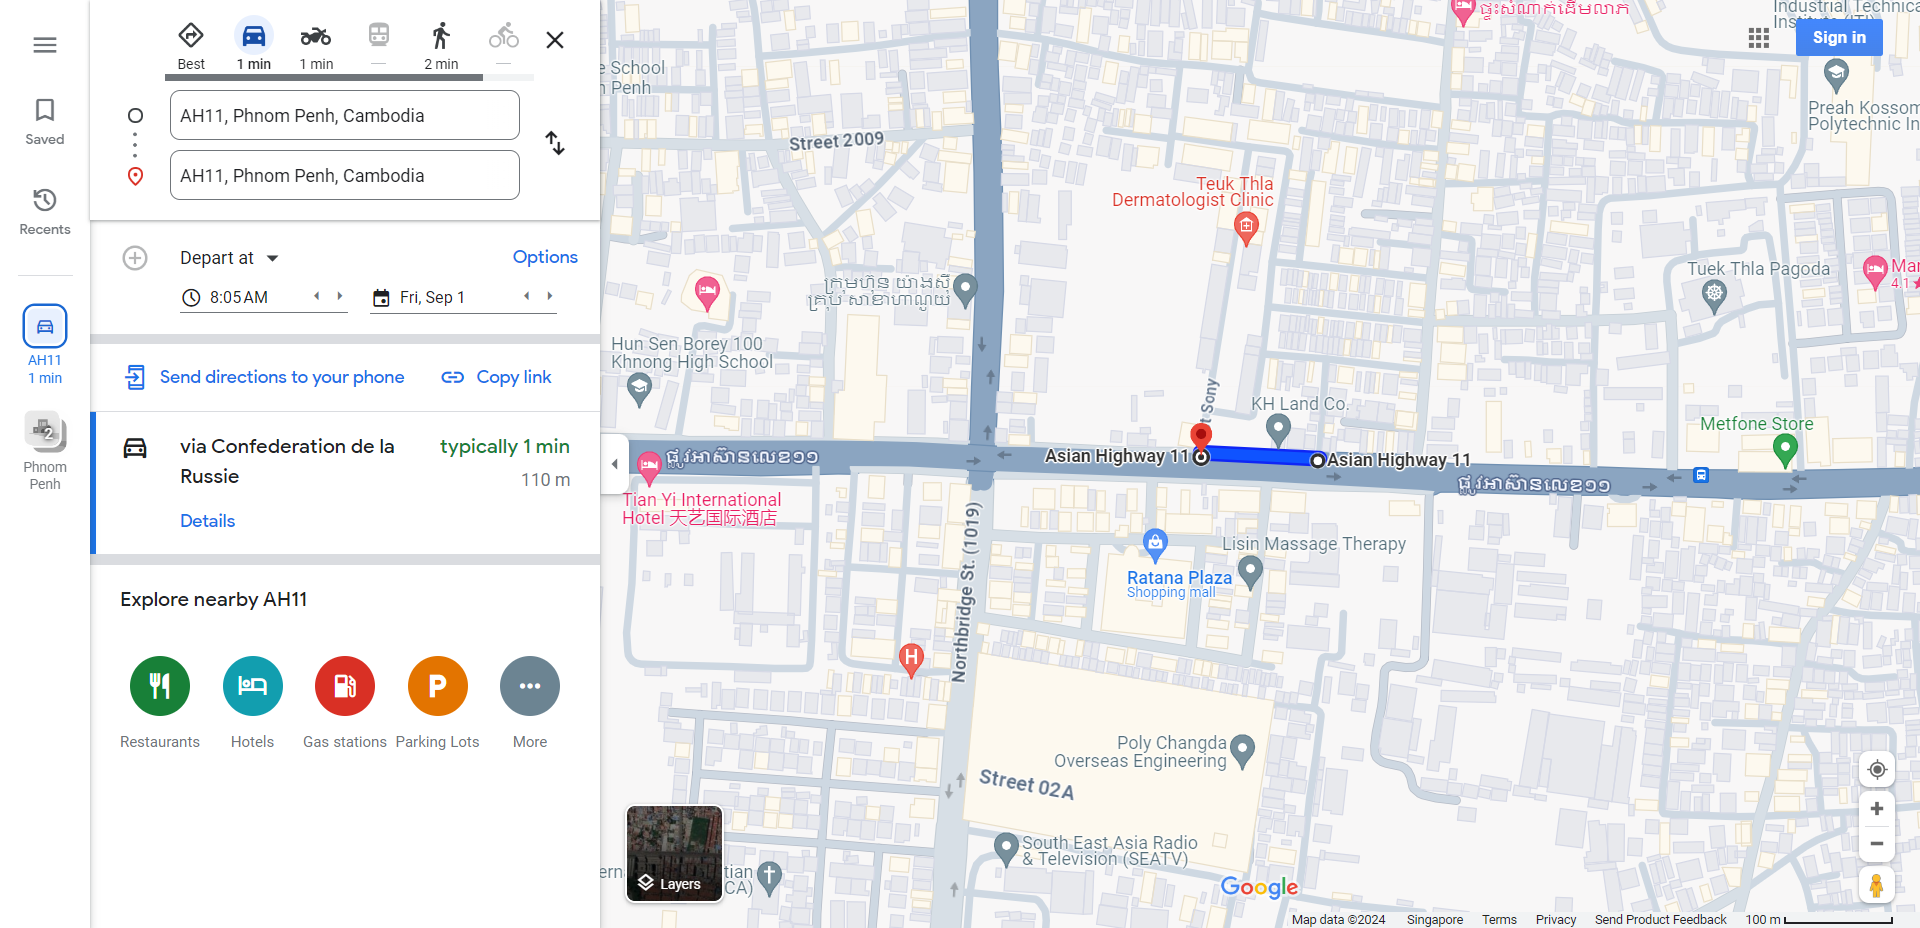 Best
1 min
1 min
2 min
AH11, Phnom Penh, Cambodia
AH11, Phnom Penh, Cambodia
Saved
Recents
AH11
1 min
2
Phnom
Penh
Depart at
Options
8:05 AM
Fri, Sep 1
Send directions to your phone
Copy link
via Confederation de la
Russie
typically 1 min
110 m
Details
Explore nearby AH11
P
Restaurants
Hotels
Gas stations
Parking Lots
More
e School
Penh
Street 2009
ផ្ទះសំណាក់ដើមលាភ
Industrial Technica
Institute (ITI)
Sign in
Preah Kossom
Polytechnic In
Teuk Thla
Dermatologist Clinic
Tuek Thla Pagoda
Mar
4.1
ក្រុមហ៊ុន យ៉ាងស៊ី
គ្រុប សាខាហាណូយ
Hun Sen Borey 100
Khnong High School
t Sony
KH Land Co.
Metfone Store
ផ្លូវអាស៊ានលេខ១១
Asian Highway 11
Asian Highway 11
ផ្លូវអាស៊ានលេខ១១
Tian Yi International
Hotel 天艺国际酒店
Northbridge St. (1019)
Lisin Massage Therapy
Ratana Plaza
Shopping mall
H
Poly Changda
Overseas Engineering
Street 02A
South East Asia Radio
& Television (SEATV)
ern
tian
CA)
Layers
Google
Map data ©2024
Singapore
Terms
Privacy
Send Product Feedback
100 m